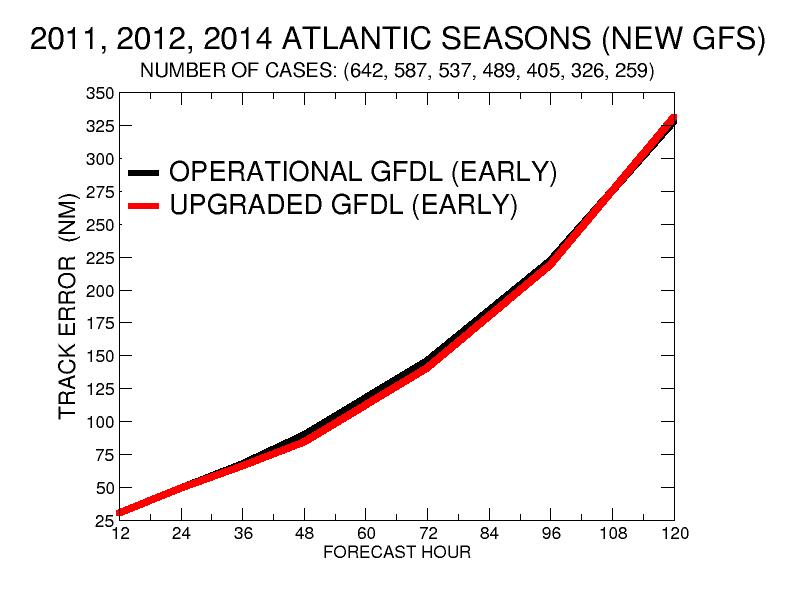 2011, 2012, 2014 ATLANTIC SEASONS (NEW GFS)
NUMBER OF CASES: (642, 587, 537, 489, 405, 326, 259)
350
325
300
275
250
225
200
175
150
125
100
75
50
25
TRACK ERROR (NM)
OPERATIONAL GFDL (EARLY)
UPGRADED GFDL (EARLY)
12 24 36 48 60 72 84 96 108 120
FORECAST HOUR